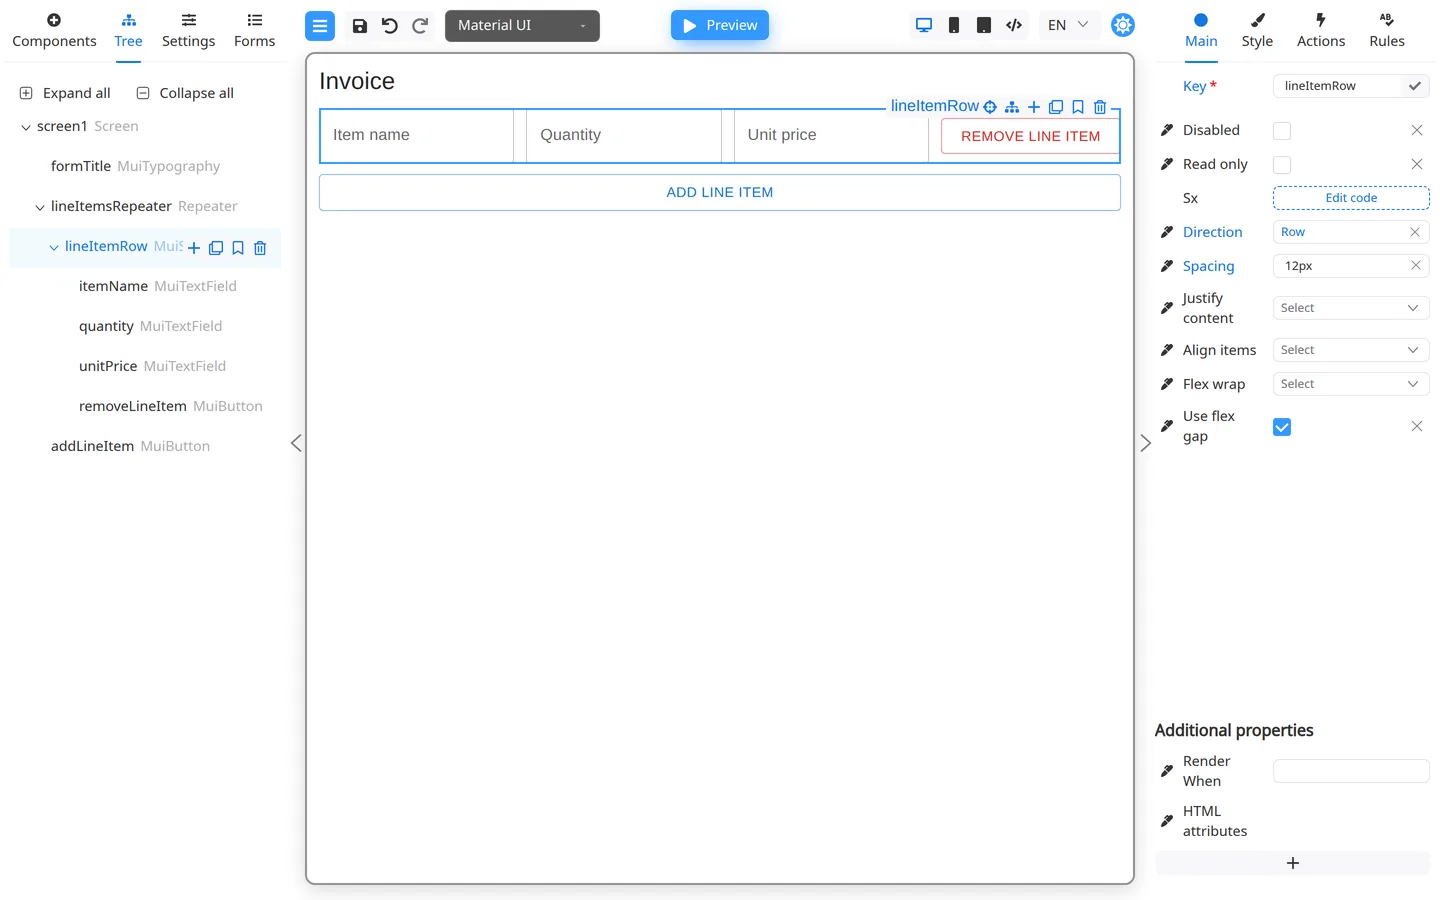 Components
Tree
Settings
Forms
Material UI
Preview
EN
Main
Style
Actions
Rules
Expand all
Collapse all
screen1 Screen
formTitle MuiTypography
lineItemsRepeater Repeater
lineItemRow MuiS
itemName MuiTextField
quantity MuiTextField
unitPrice MuiTextField
removeLineItem MuiButton
addLineItem MuiButton
Invoice
lineItemRow
Item name
Quantity
Unit price
REMOVE LINE ITEM
ADD LINE ITEM
Key * lineItemRow
Disabled
Read only
Sx Edit code
Direction Row
Spacing 12px
Justify
content
Select
Align items Select
Flex wrap Select
Use flex
gap
Additional properties
Render
When
HTML
attributes